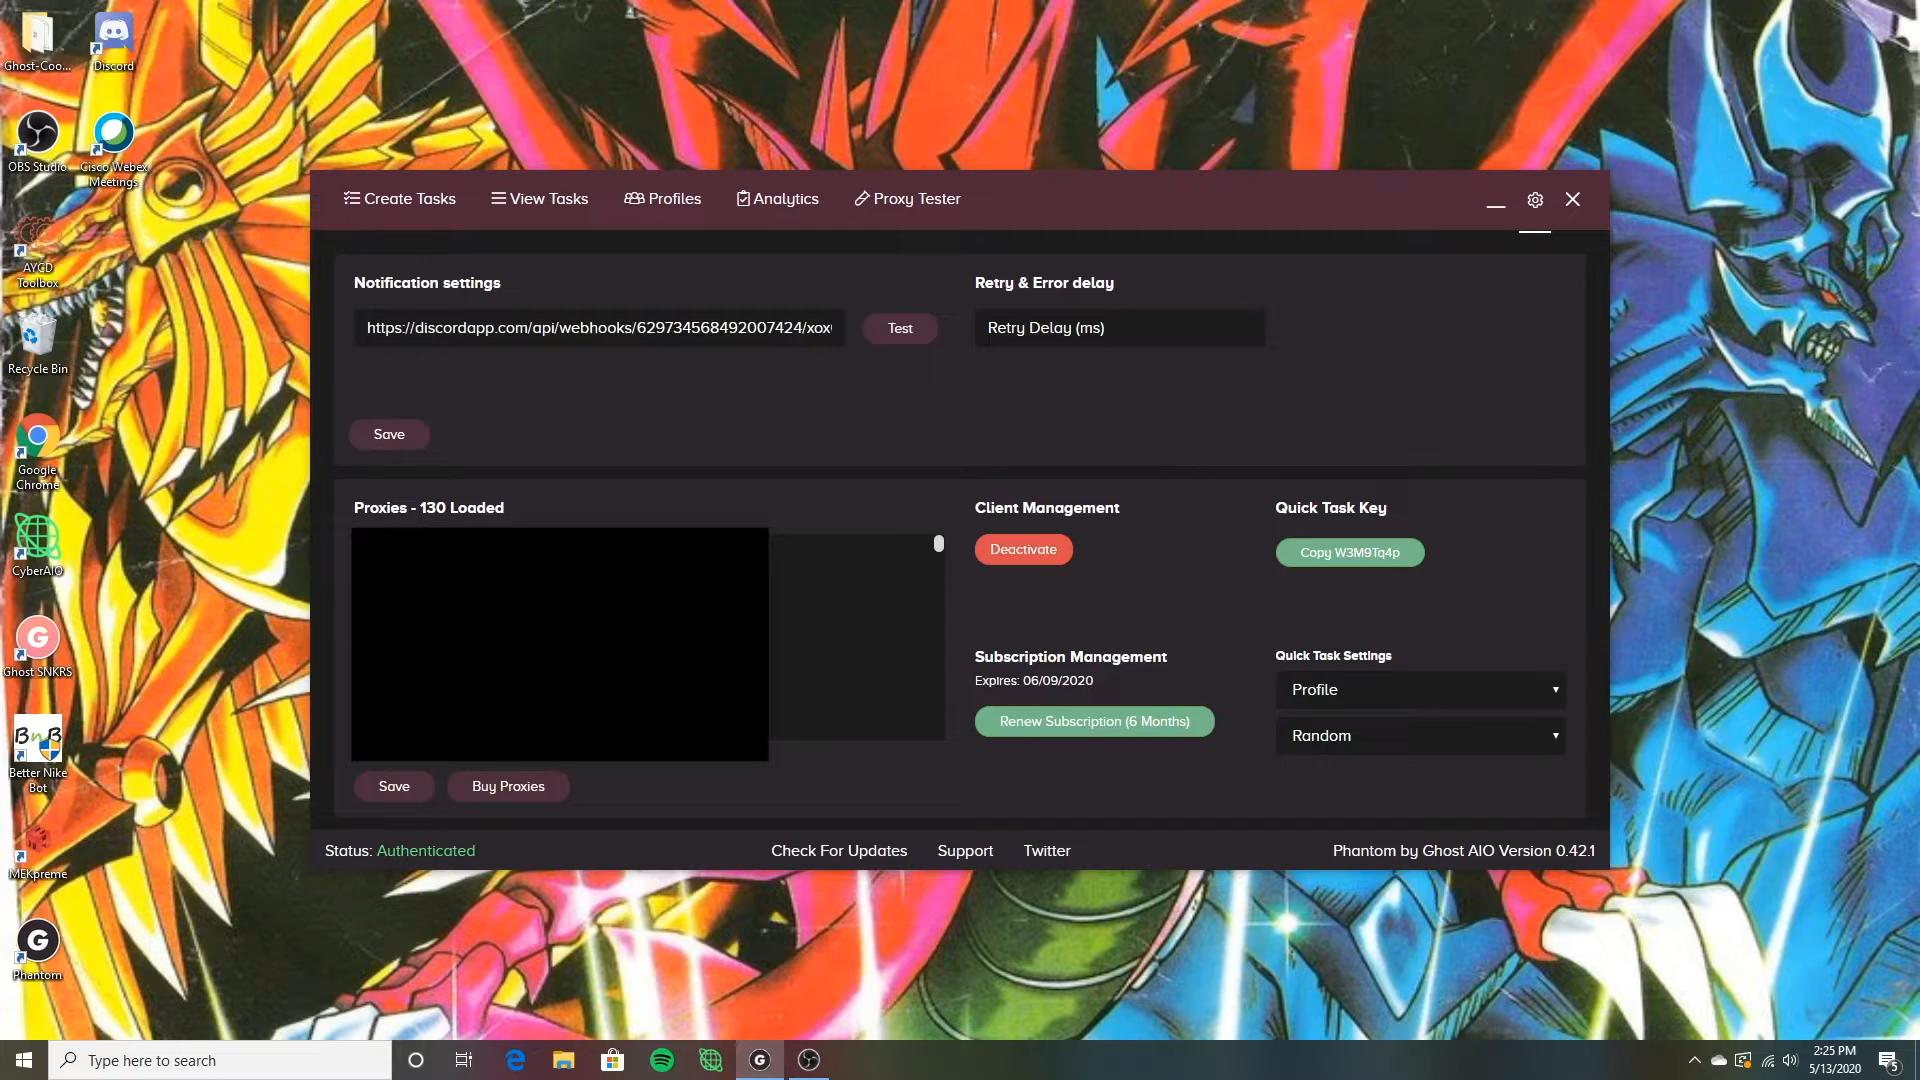 Ghost-Coo...
Discord
OBS Studio
Cisco Webex
Meetings
AYCD
Toolbox
Recycle Bin
Google
Chrome
CyberAIO
Ghost SNKRS
BnB
Better Nike
Bot
MEKpreme
Phantom
Create Tasks
View Tasks
Profiles
Analytics
Proxy Tester
Notification settings
Retry & Error delay
https://discordapp.com/api/webhooks/629734568492007424/xox
Test
Retry Delay (ms)
Save
Proxies - 130 Loaded
Client Management
Quick Task Key
Deactivate
Copy W3M9Tq4p
Subscription Management
Quick Task Settings
Expires: 06/09/2020
Profile
Renew Subscription (6 Months)
Random
Save
Buy Proxies
Status: Authenticated
Check For Updates
Support
Twitter
Phantom by Ghost AIO Version 0.42.1
Type here to search
2:25 PM
5/13/2020
5